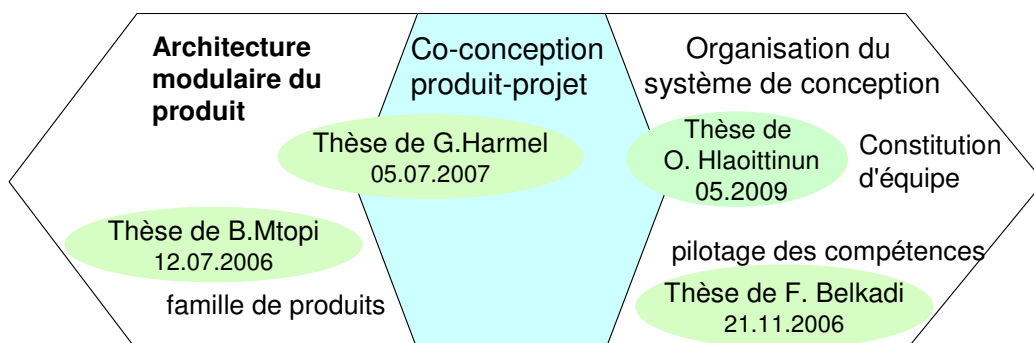 Architecture
modulaire du
produit
Co-conception
produit-projet
Organisation du
système de conception
Thèse de G.Harmel
05.07.2007
Thèse de
O. Hlaoittinun
05.2009
Constitution
d'équipe
Thèse de B.Mtopi
12.07.2006
famille de produits
pilotage des compétences
Thèse de F. Belkadi
21.11.2006